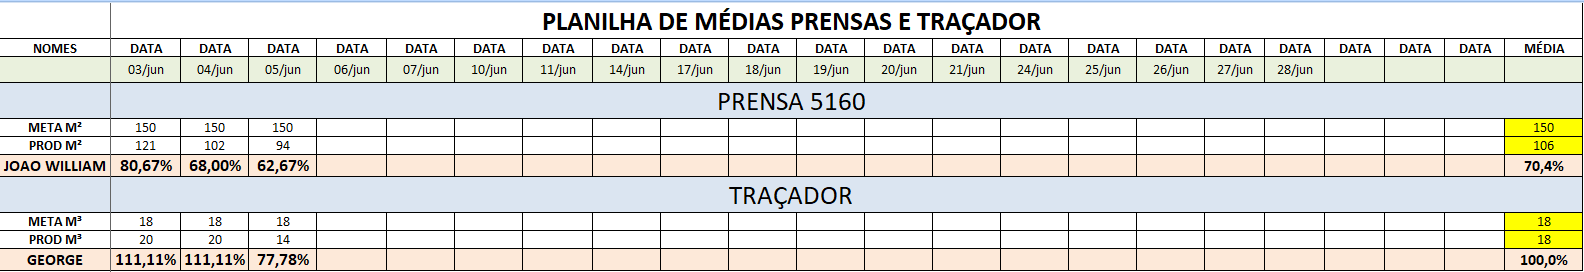 PLANILHA DE MÉDIAS PRENSAS E TRAÇADOR
NOMES DATA DATA DATA DATA DATA DATA DATA DATA DATA DATA DATA DATA DATA DATA DATA DATA DATA DATA DATA DATA DATA MÉDIA
03/jun 04/jun 05/jun 06/jun 07/jun 10/jun 11/jun 14/jun 17/jun 18/jun 19/jun 20/jun 21/jun 24/jun 25/jun 26/jun 27/jun 28/jun
PRENSA 5160
META M² 150 150 150 150
PROD M² 121 102 94 106
JOAO WILLIAM 80,67% 68,00% 62,67% 70,4%
TRAÇADOR
META M³ 18 18 18 18
PROD M³ 20 20 14 18
GEORGE 111,11% 111,11% 77,78% 100,0%